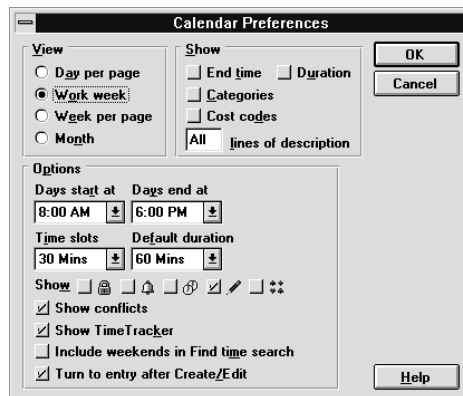 Calendar Preferences
View
Day per page
Work week
Week per page
Month
Show
End time Duration
Categories
Cost codes
All lines of description
OK
Cancel
Options
Days start at Days end at
8:00 AM 6:00 PM
Time slots Default duration
30 Mins 60 Mins
Show
Show conflicts
Show TimeTracker
Include weekends in Find time search
Turn to entry after Create/Edit
Help